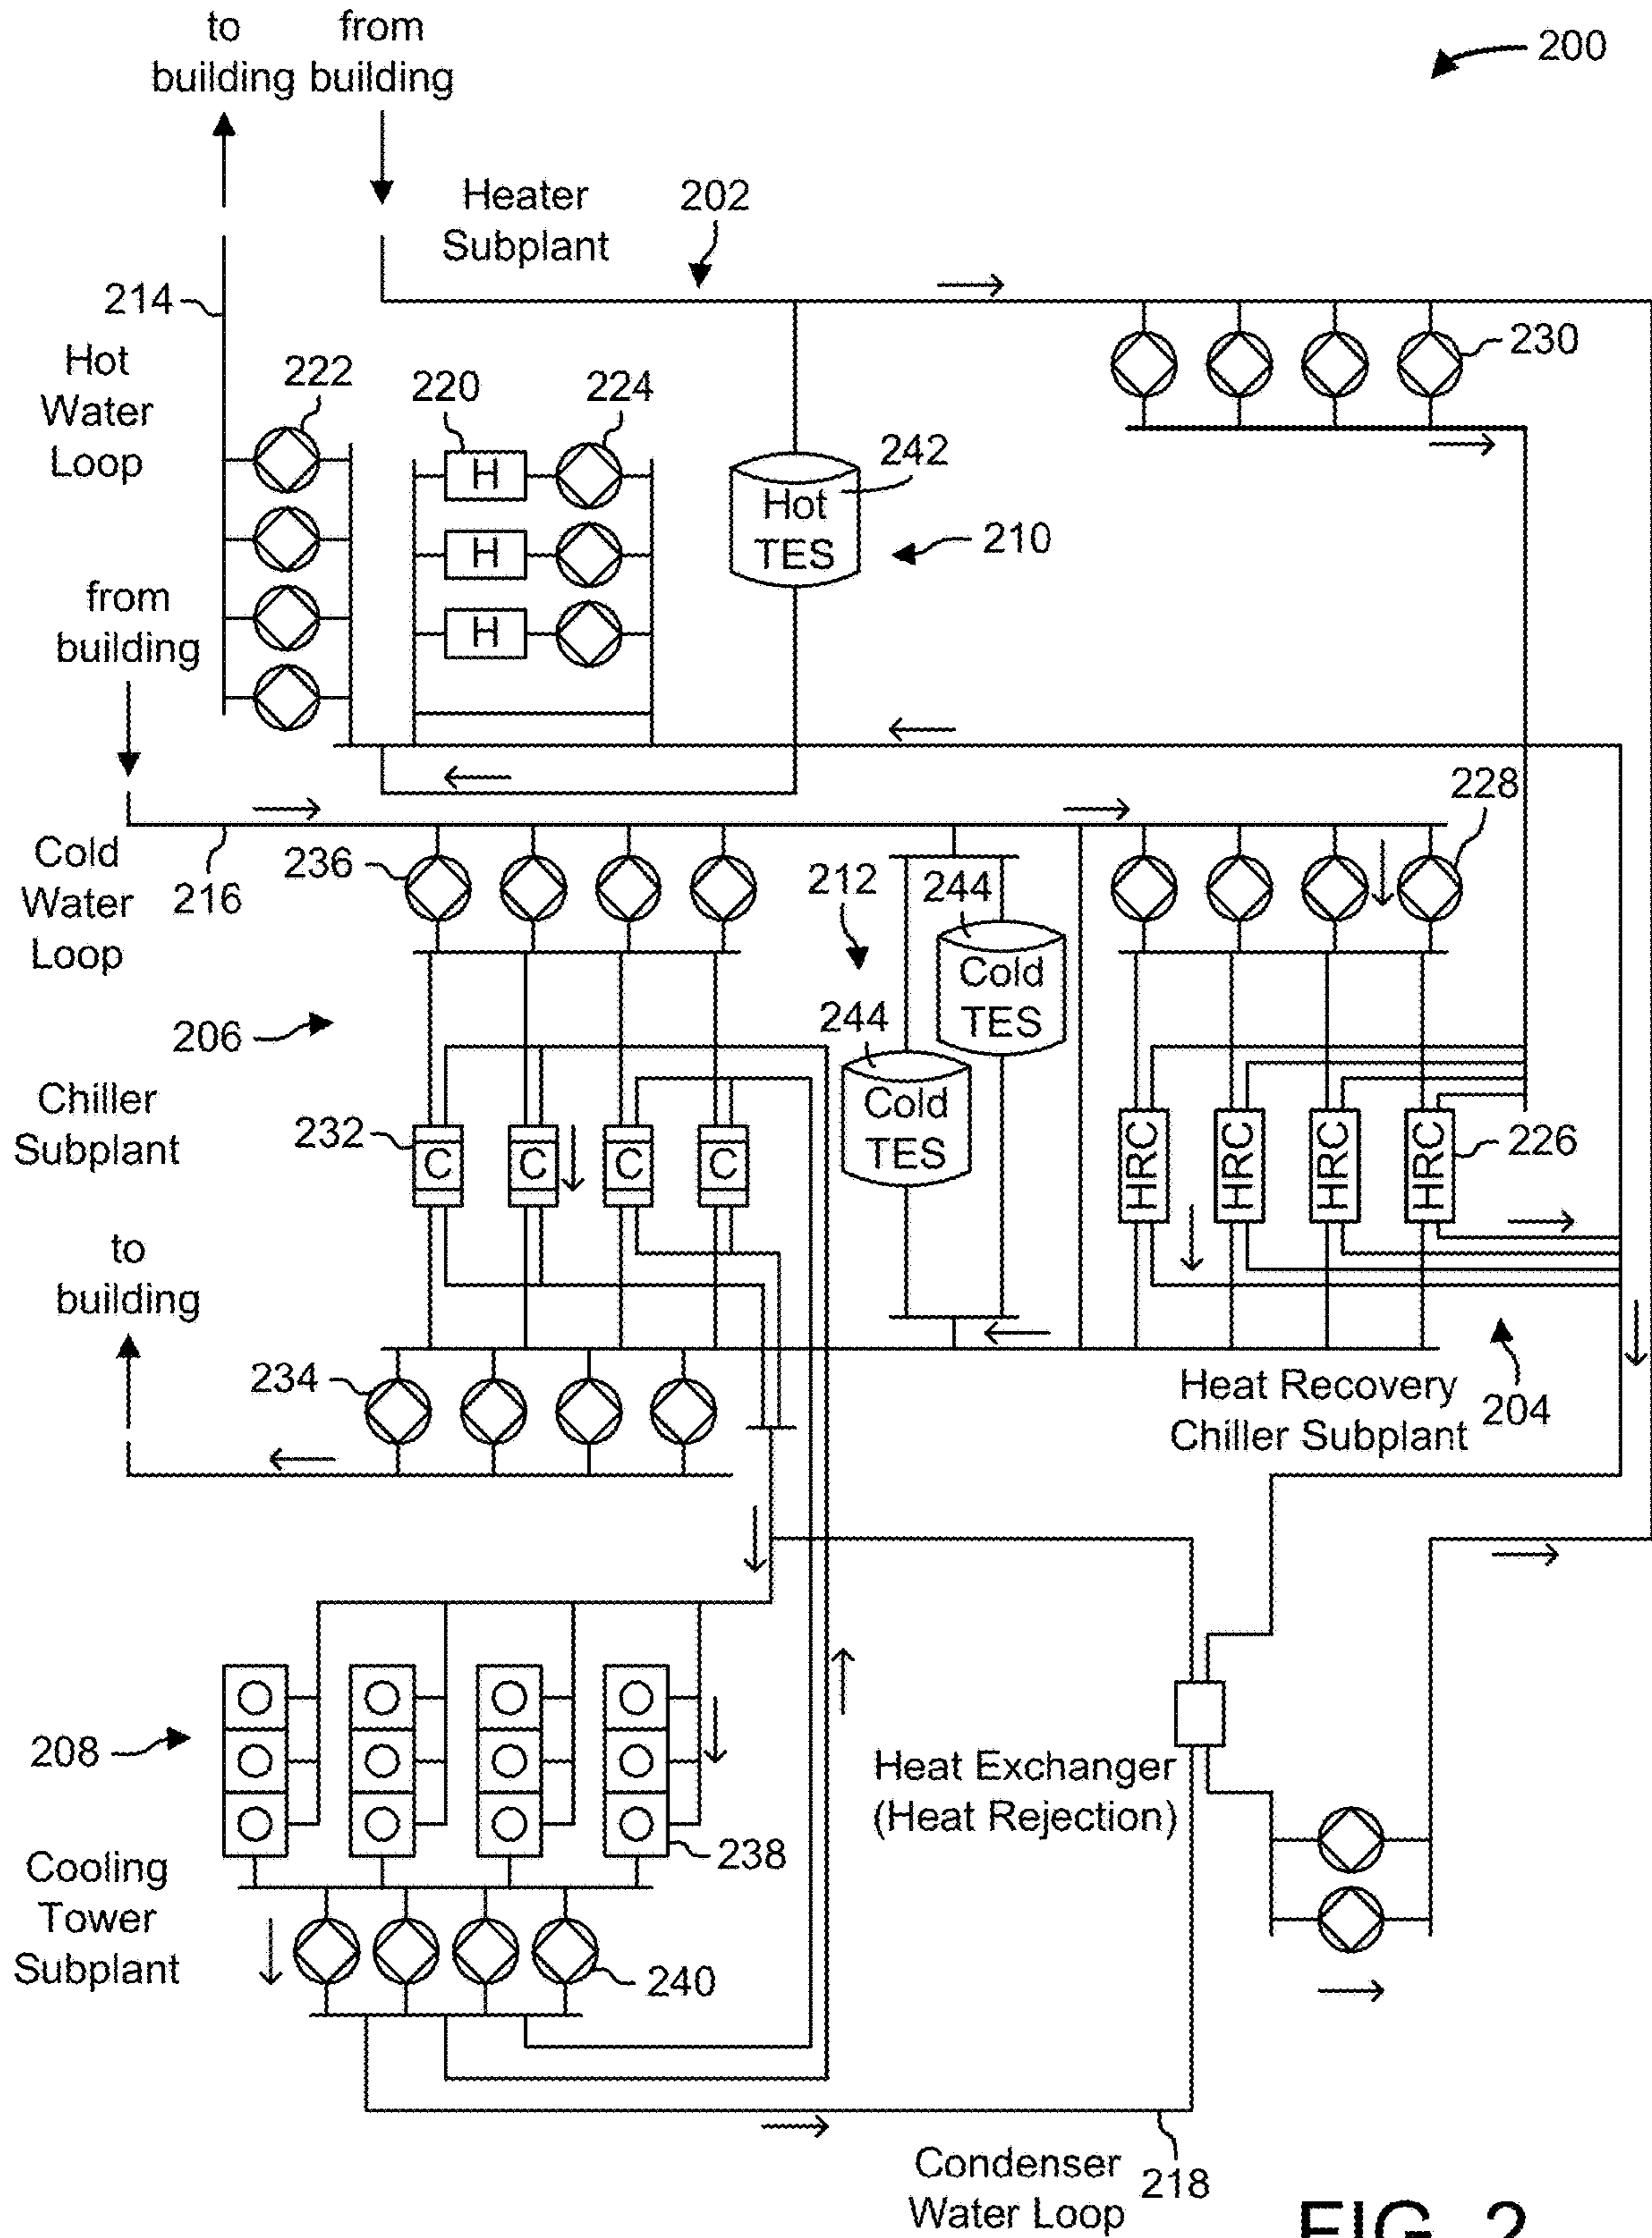 to
building
from
building
200
Heater
Subplant
202
214
Hot
Water
Loop
222
220
224
230
H
H
H
Hot
TES
242
210
from
building
228
Cold
Water
Loop
216
236
212
244
Cold
TES
244
Cold
TES
206
Chiller
Subplant
232
C
C
C
C
HRC
HRC
HRC
HRC
226
to
building
234
Heat Recovery
Chiller Subplant
204
208
Heat Exchanger
(Heat Rejection)
238
Cooling
Tower
Subplant
240
Condenser
Water Loop
218
FIG. 2